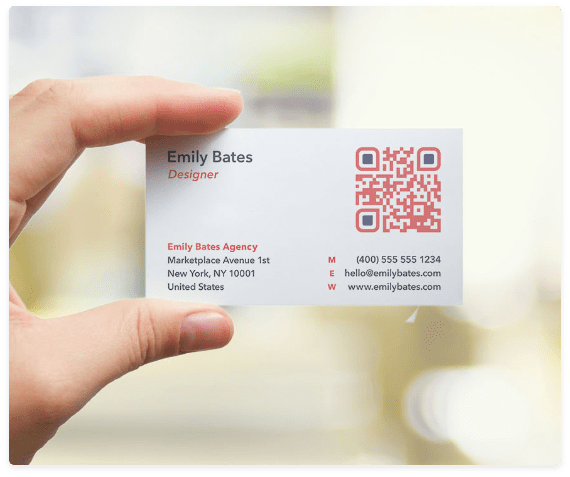 Emily Bates
Designer
Emily Bates Agency
Marketplace Avenue 1st
New York, NY 10001
United States
M (400) 555 555 1234
E hello@emilybates.com
W www.emilybates.com